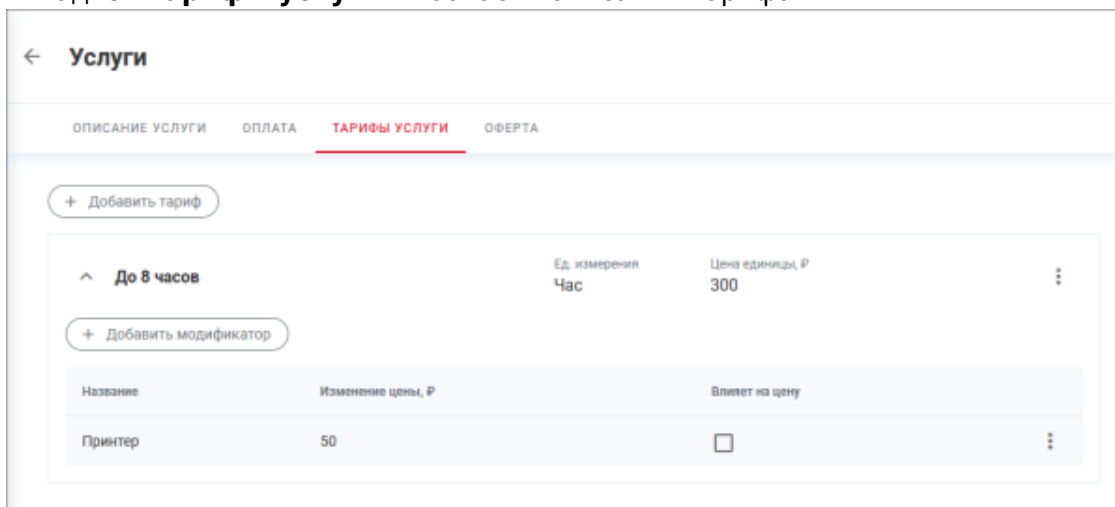 Услуги
ОПИСАНИЕ УСЛУГИ ОПЛАТА ТАРИФЫ УСЛУГИ ОФЕРТА
+ Добавить тариф
До 8 часов
Ед. измерения
Час
Цена единицы, ₽
300
+ Добавить модификатор
Название Изменение цены, ₽ Влияет на цену
Принтер 50